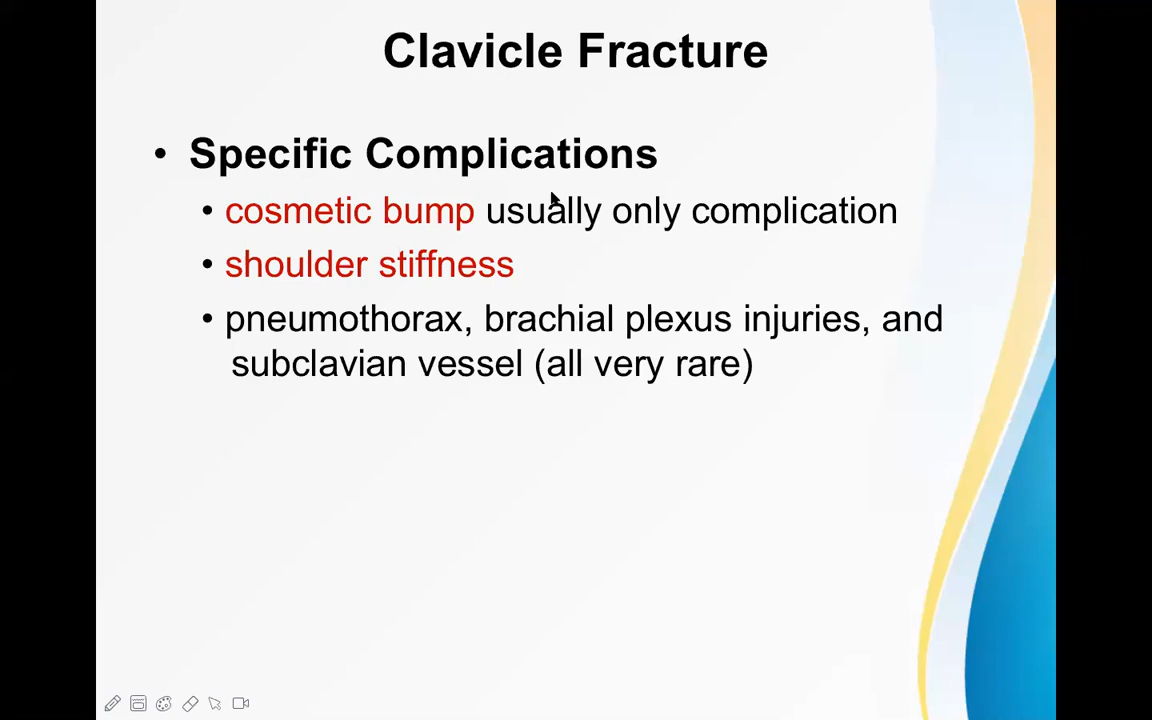 Clavicle Fracture
• Specific Complications
• cosmetic bump usually only complication
• shoulder stiffness
• pneumothorax, brachial plexus injuries, and
subclavian vessel (all very rare)